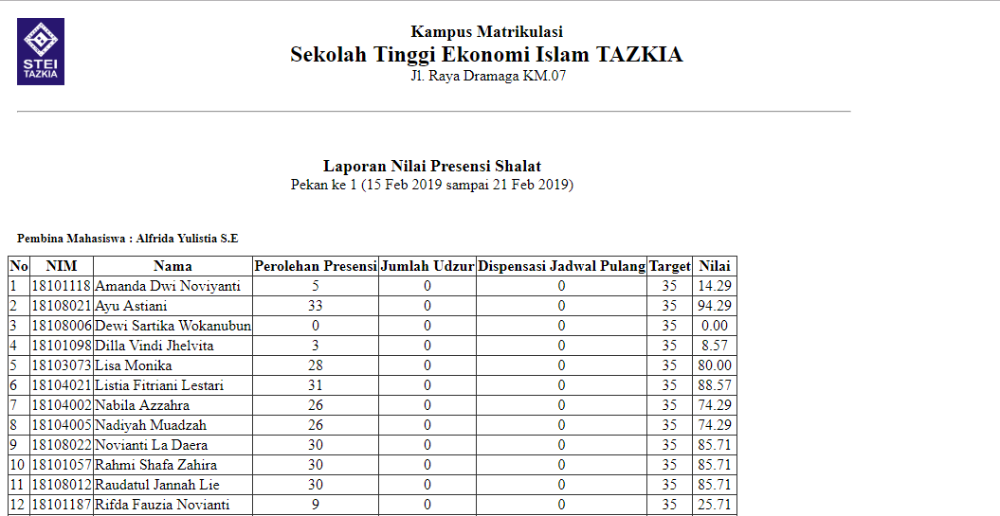 STEI
TAZKIA
Kampus Matrikulasi
Sekolah Tinggi Ekonomi Islam TAZKIA
Jl. Raya Dramaga KM.07
Laporan Nilai Presensi Shalat
Pekan ke 1 (15 Feb 2019 sampai 21 Feb 2019)
Pembina Mahasiswa : Alfrida Yulistia S.E
No NIM Nama Perolehan Presensi Jumlah Udzur Dispensasi Jadwal Pulang Target Nilai
1 18101118 Amanda Dwi Noviyanti 5 0 0 35 14.29
2 18108021 Ayu Astiani 33 0 0 35 94.29
3 18108006 Dewi Sartika Wokanubun 0 0 0 35 0.00
4 18101098 Dilla Vindi Jhelvita 3 0 0 35 8.57
5 18103073 Lisa Monika 28 0 0 35 80.00
6 18104021 Listia Fitriani Lestari 31 0 0 35 88.57
7 18104002 Nabila Azzahra 26 0 0 35 74.29
8 18104005 Nadiyah Muadzah 26 0 0 35 74.29
9 18108022 Novianti La Daera 30 0 0 35 85.71
10 18101057 Rahmi Shafa Zahira 30 0 0 35 85.71
11 18108012 Raudatul Jannah Lie 30 0 0 35 85.71
12 18101187 Rifda Fauzia Novianti 9 0 0 35 25.71